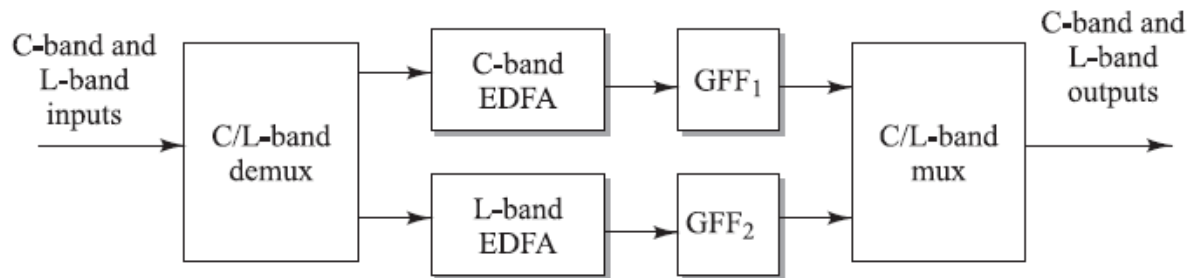 C-band and
L-band
inputs
C/L-band
demux
C-band
EDFA
GFF₁
L-band
EDFA
GFF₂
C/L-band
mux
C-band and
L-band
outputs